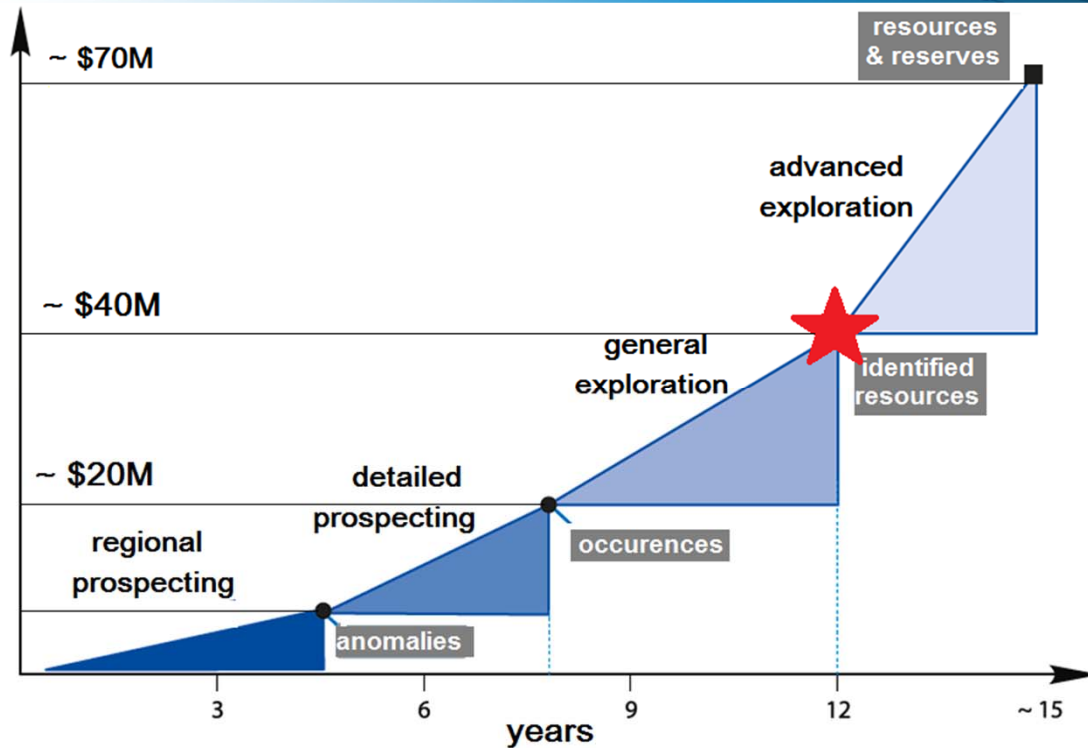 resources
& reserves
~ $70M
advanced
exploration
~ $40M
general
exploration
identified
resources
~ $20M
detailed
prospecting
occurences
regional
prospecting
anomalies
3 6 9 12 ~ 15
years